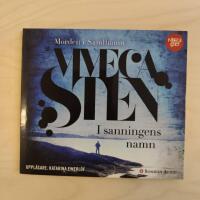 Morden i Sandhamn
VIVECA
STEN
I sanningens
namn
UPPLÄSARE: KATARINA EWERLÖF